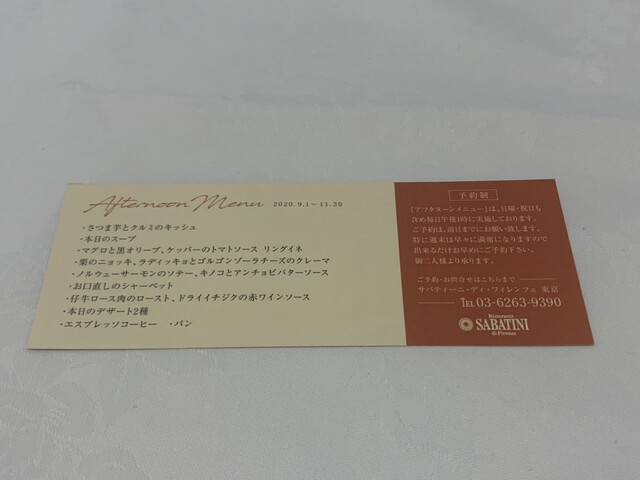 Afternoon Menu 2020.9.1～11.30
・さつま芋とクルミのキッシュ
・本日のスープ
・マグロと黒オリーブ、ケッパーのトマトソース リングイネ
・栗のニョッキ、ラディッキョとゴルゴンゾーラチーズのクレーマ
・ノルウェーサーモンのソテー、キノコとアンチョビバターソース
・お口直しのシャーベット
・仔牛ロース肉のロースト、ドライイチジクの赤ワインソース
・本日のデザート2種
・エスプレッソコーヒー ・パン
予約制
「アフタヌーンメニュー」は、日曜・祝日も
含め毎日午後1時に実施しております。
ご予約は、前日までにお願い致します。
特に週末は早々に満席になりますので
出来るだけお早めにご予約下さい。
御二人様より承ります。
ご予約・お問合せはこちらまで
サバティーニ・ディ・フィレンツェ 東京
TEL 03-6263-9390
Ristorante
SABATINI
di Firenze